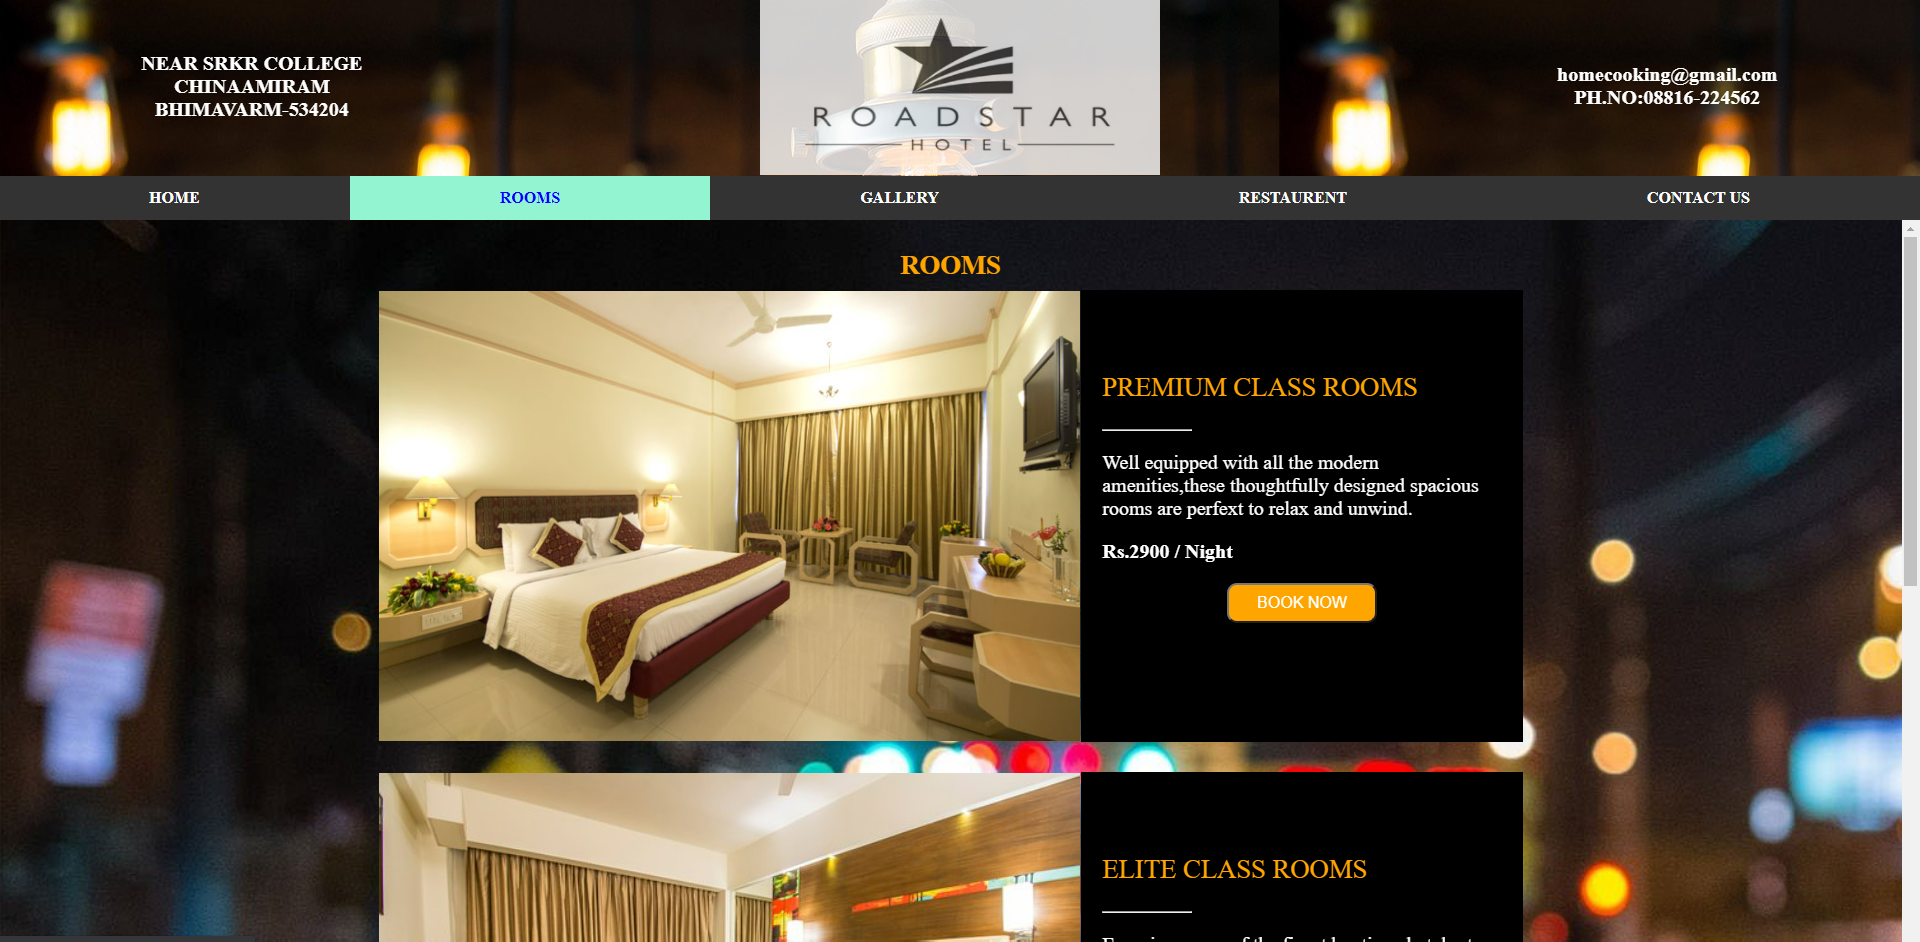 NEAR SRKR COLLEGE
CHINAAMIRAM
BHIMAVARM-534204
ROADSTAR
HOTEL
homecooking@gmail.com
PH.NO:08816-224562
HOME
ROOMS
GALLERY
RESTAURENT
CONTACT US
ROOMS
PREMIUM CLASS ROOMS
Well equipped with all the modern
amenities,these thoughtfully designed spacious
rooms are perfext to relax and unwind.
Rs.2900 / Night
BOOK NOW
ELITE CLASS ROOMS